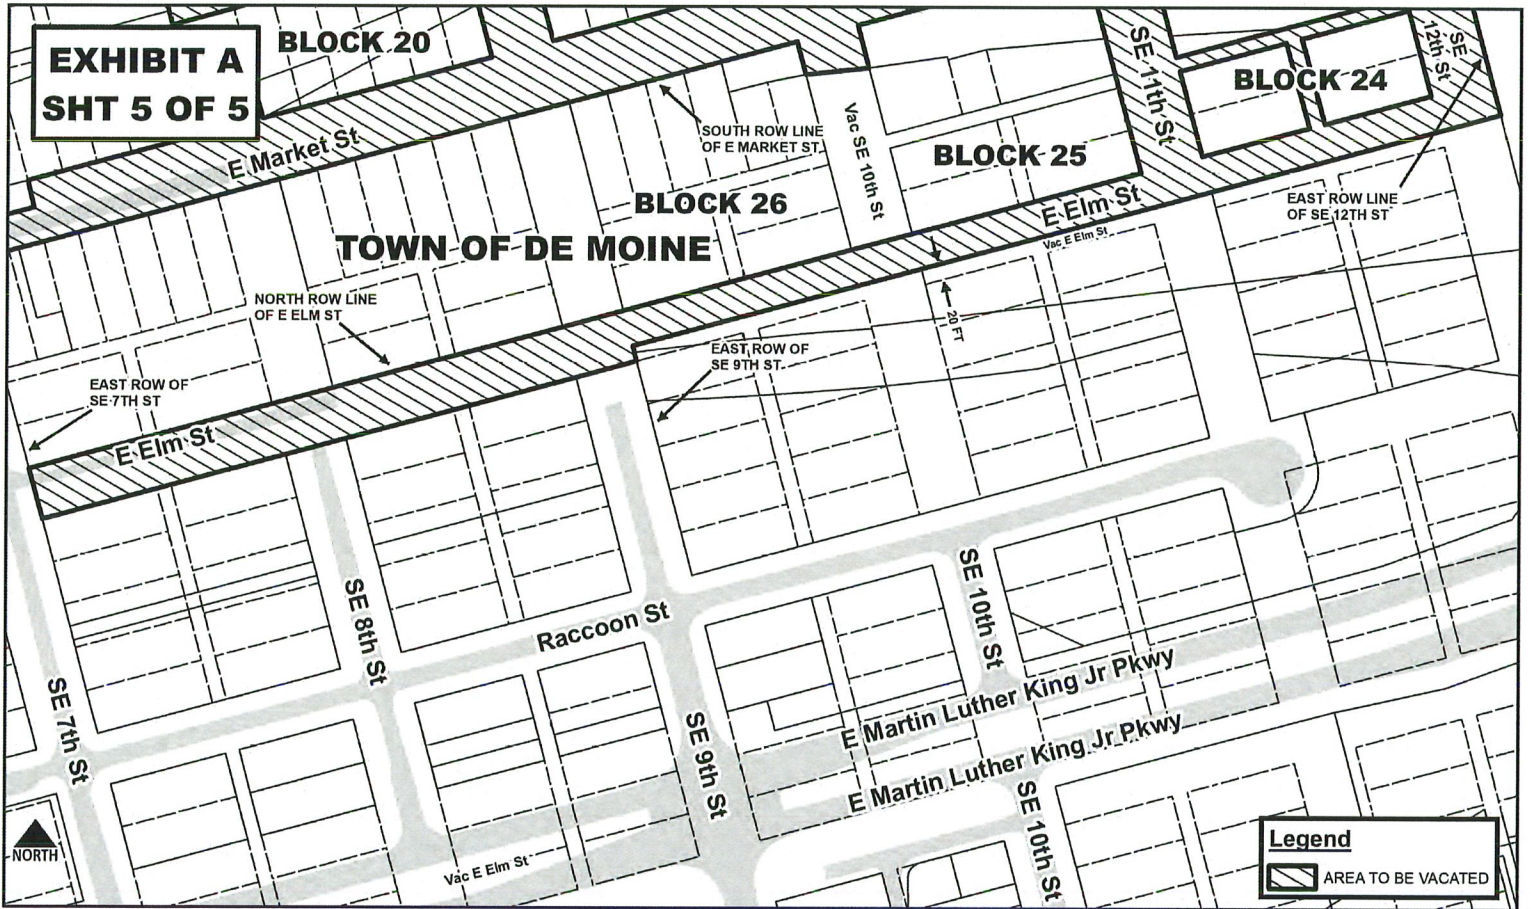 EXHIBIT A
SHT 5 OF 5
BLOCK 20
E Market St
SOUTH ROW LINE
OF E MARKET ST
Vac SE 10th St
SE 11th St
BLOCK 24
SE
12th St
BLOCK 25
EAST ROW LINE
OF SE 12TH ST
BLOCK 26
TOWN OF DE MOINE
E Elm St
Vac E Elm St
20 FT
NORTH ROW LINE
OF E ELM ST
EAST ROW OF
SE 9TH ST
EAST ROW OF
SE 7TH ST
E Elm St
SE 8th St
Raccoon St
SE 10th St
SE 7th St
SE 9th St
E Martin Luther King Jr Pkwy
E Martin Luther King Jr Pkwy
SE 10th St
Vac E Elm St
NORTH
Legend
AREA TO BE VACATED